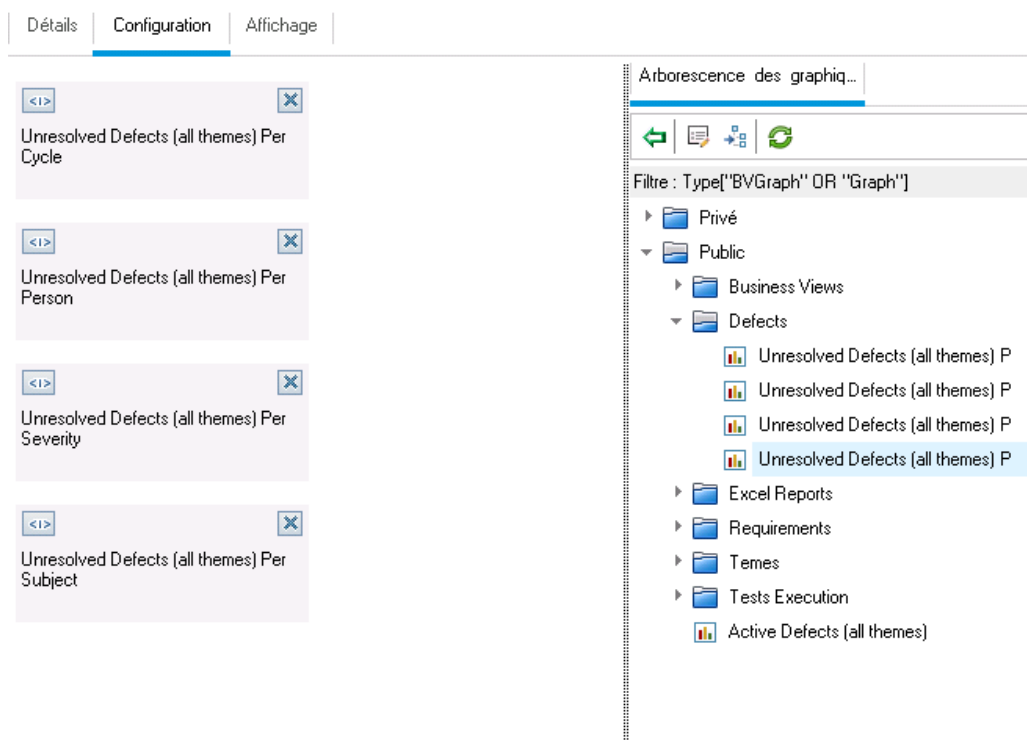 Détails Configuration Affichage
Unresolved Defects (all themes) Per
Cycle
Unresolved Defects (all themes) Per
Person
Unresolved Defects (all themes) Per
Severity
Unresolved Defects (all themes) Per
Subject
Arborescence des graphiq...
Filtre : Type["BVGraph" OR "Graph"]
Privé
Public
Business Views
Defects
Unresolved Defects (all themes) P
Unresolved Defects (all themes) P
Unresolved Defects (all themes) P
Unresolved Defects (all themes) P
Excel Reports
Requirements
Temes
Tests Execution
Active Defects (all themes)